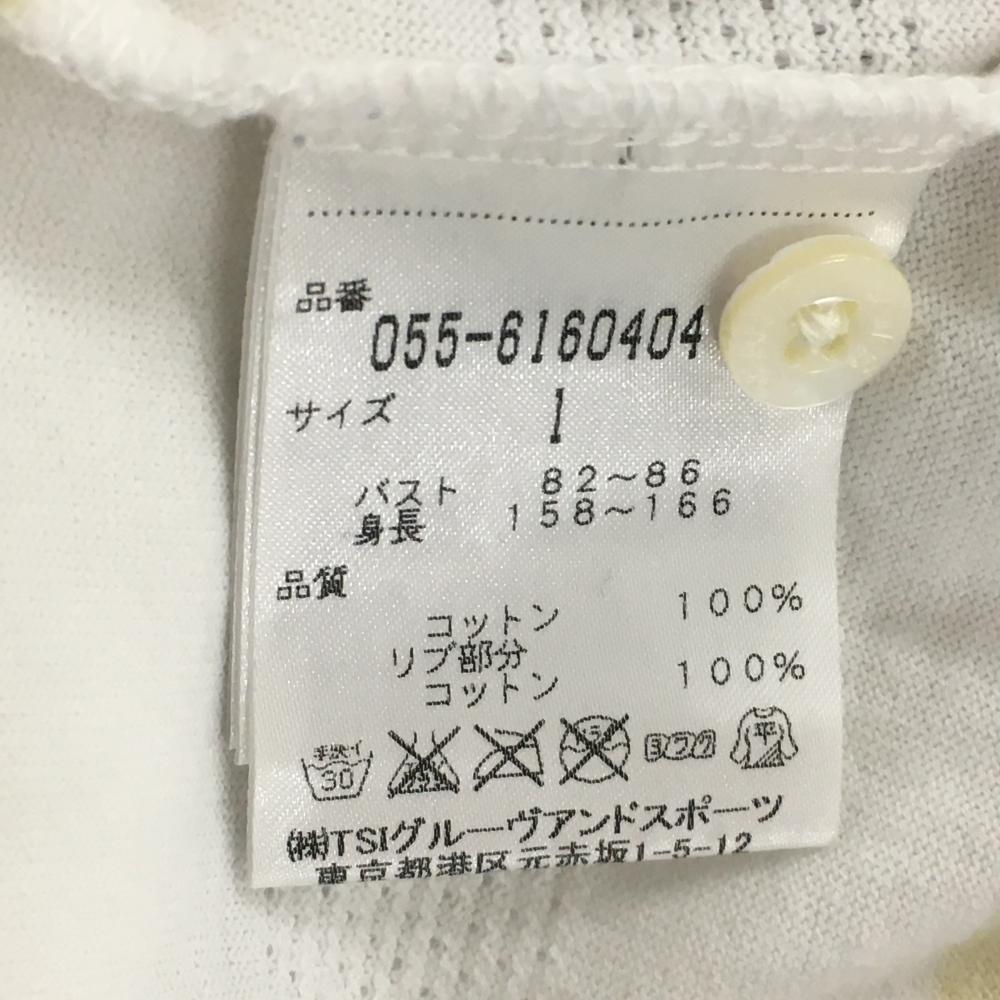 品番
055-6160404
サイズ 1
バスト 82～86
身長 158～166
品質
コットン 100%
リブ部分
コットン 100%
手洗イ 30 ヨワク 平
㈱TSIグルーヴアンドスポーツ
東京都港区元赤坂1-5-12